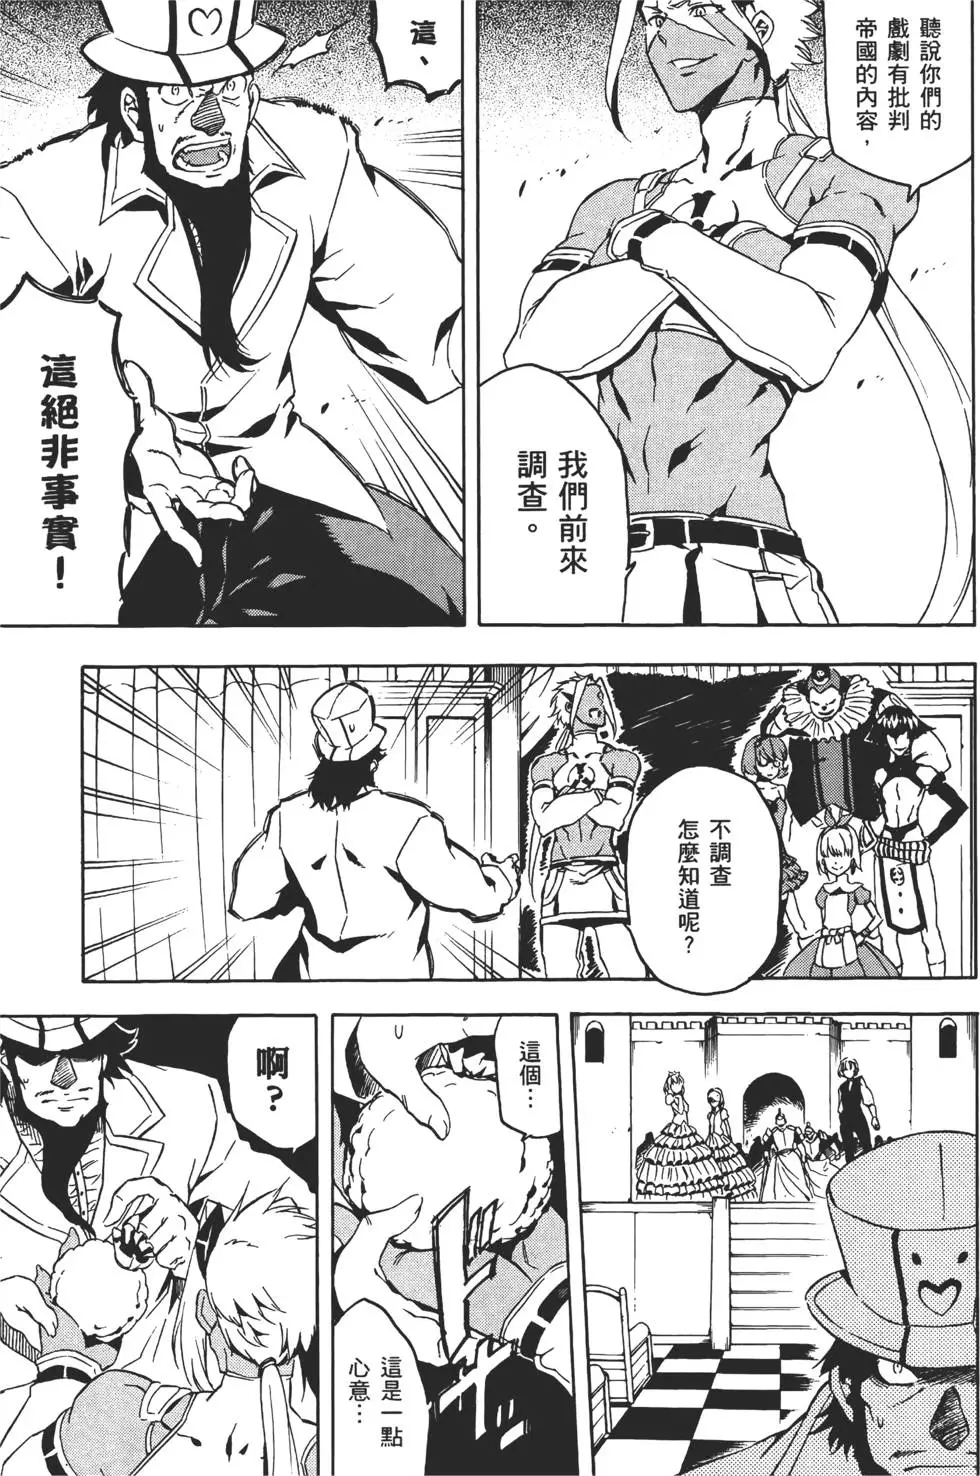 聽說你們的
戲劇有批判
帝國的內容，
我們前來
調查。
這、
這絕非事實！
不調查
怎麼知道呢？
這個…
這是一點
心意…
啊？